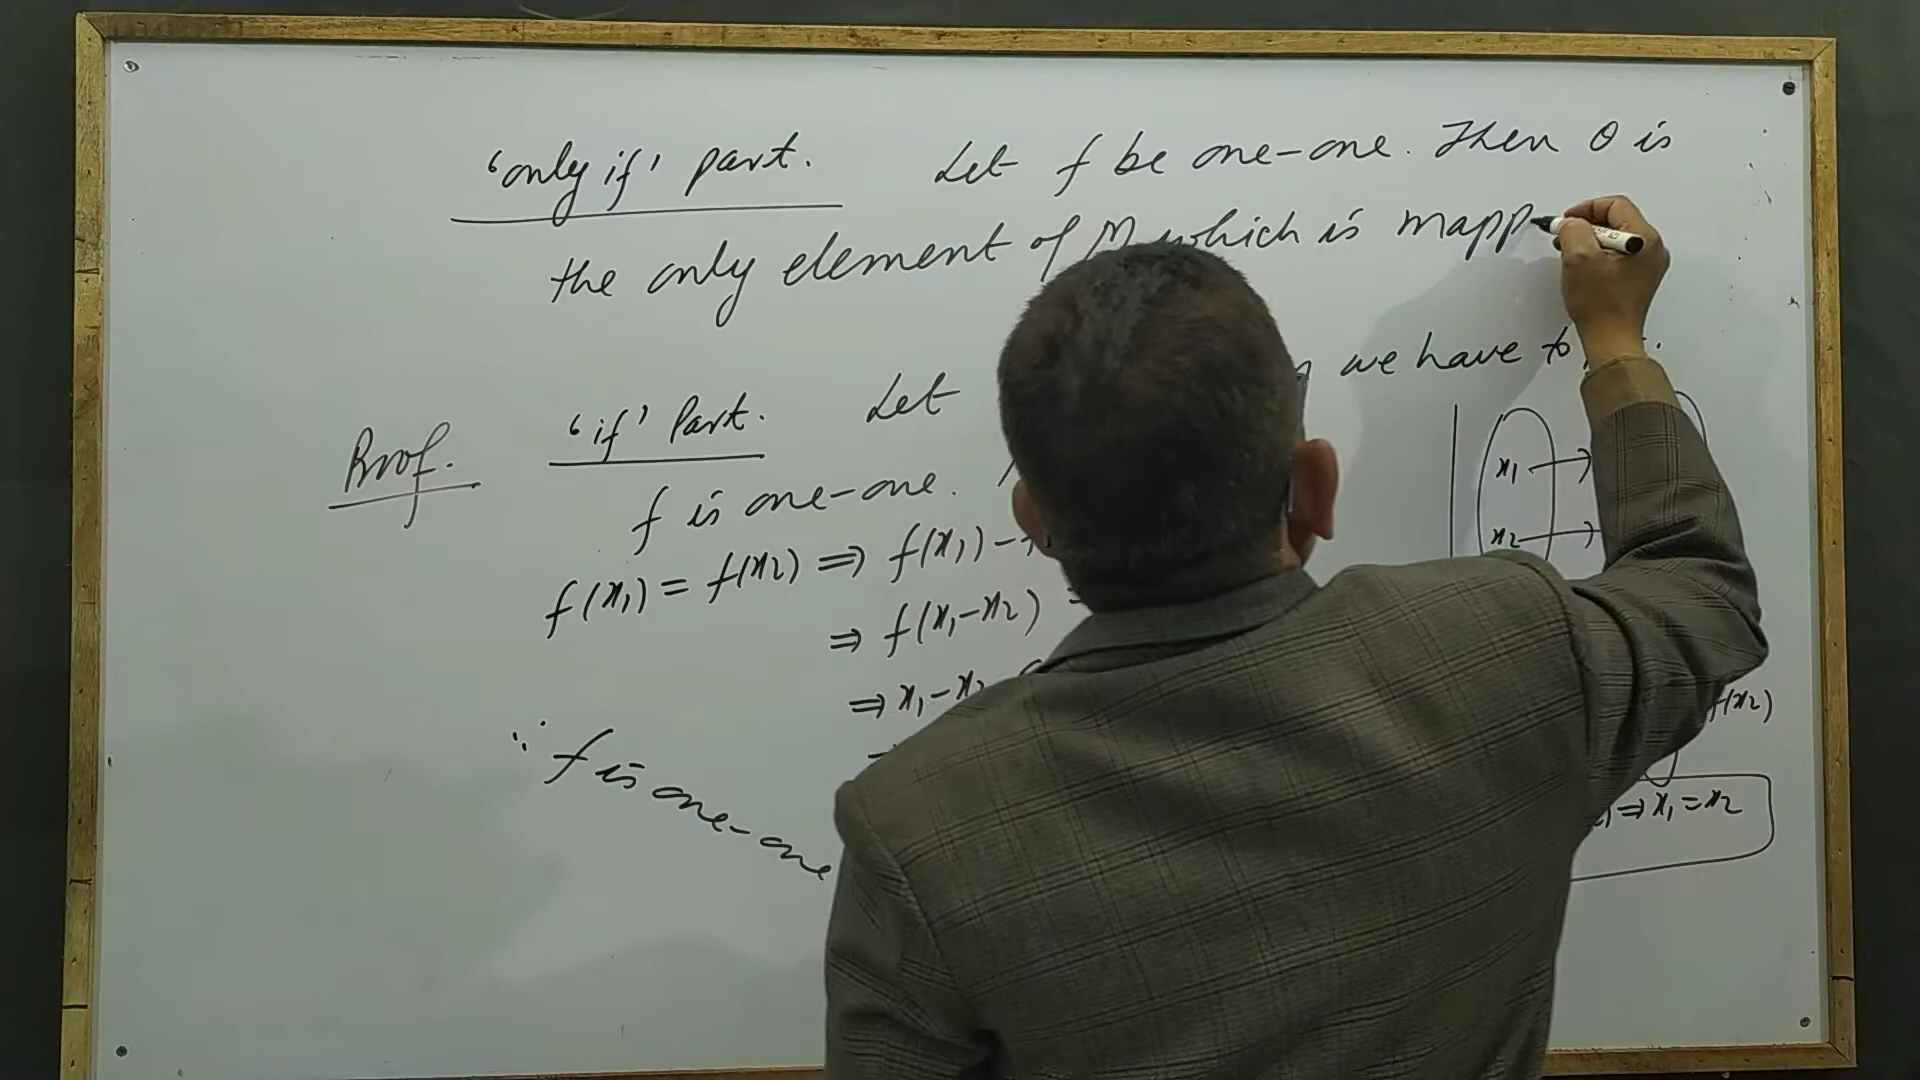 'only if' part. Let f be one-one. Then θ is
the only element of M which is mapp
Proof. 'if' Part. Let we have to
f is one-one.
f(x₁) = f(x₂) ⇒ f(x₁) -
⇒ f(x₁-x₂)
⇒ x₁-x₂
∴ f is one-one
x₁ →
x₂ →
f(x₂)
⇒ x₁ = x₂